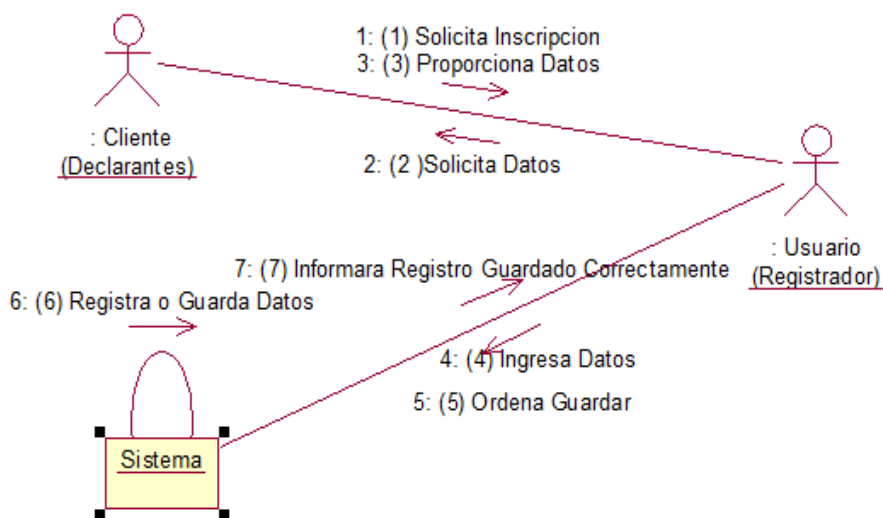 1: (1) Solicita Inscripcion
3: (3) Proporciona Datos
: Cliente
(Declarantes)
2: (2 )Solicita Datos
: Usuario
(Registrador)
7: (7) Informara Registro Guardado Correctamente
6: (6) Registra o Guarda Datos
4: (4) Ingresa Datos
5: (5) Ordena Guardar
Sistema